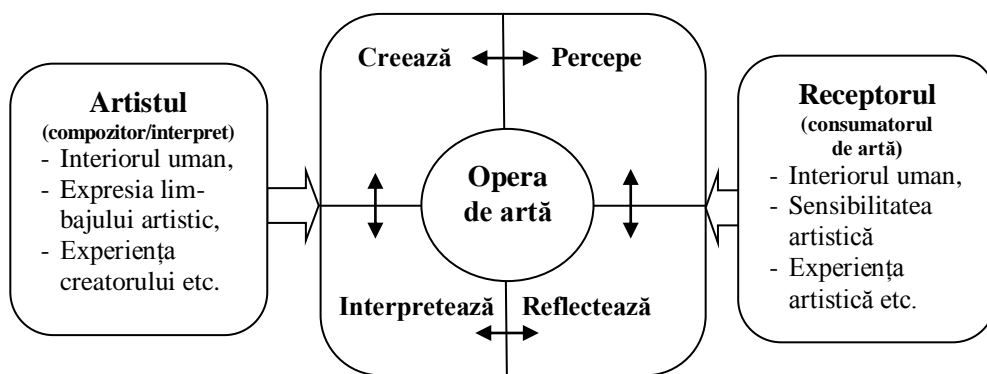 Artistul
(compozitor/interpret)
- Interiorul uman,
- Expresia lim-
bajului artistic,
- Experiența
creatorului etc.
Creează
Percepe
Opera
de artă
Interpretează
Reflectează
Receptorul
(consumatorul
de artă)
- Interiorul uman,
- Sensibilitatea
artistică
- Experiența
artistică etc.